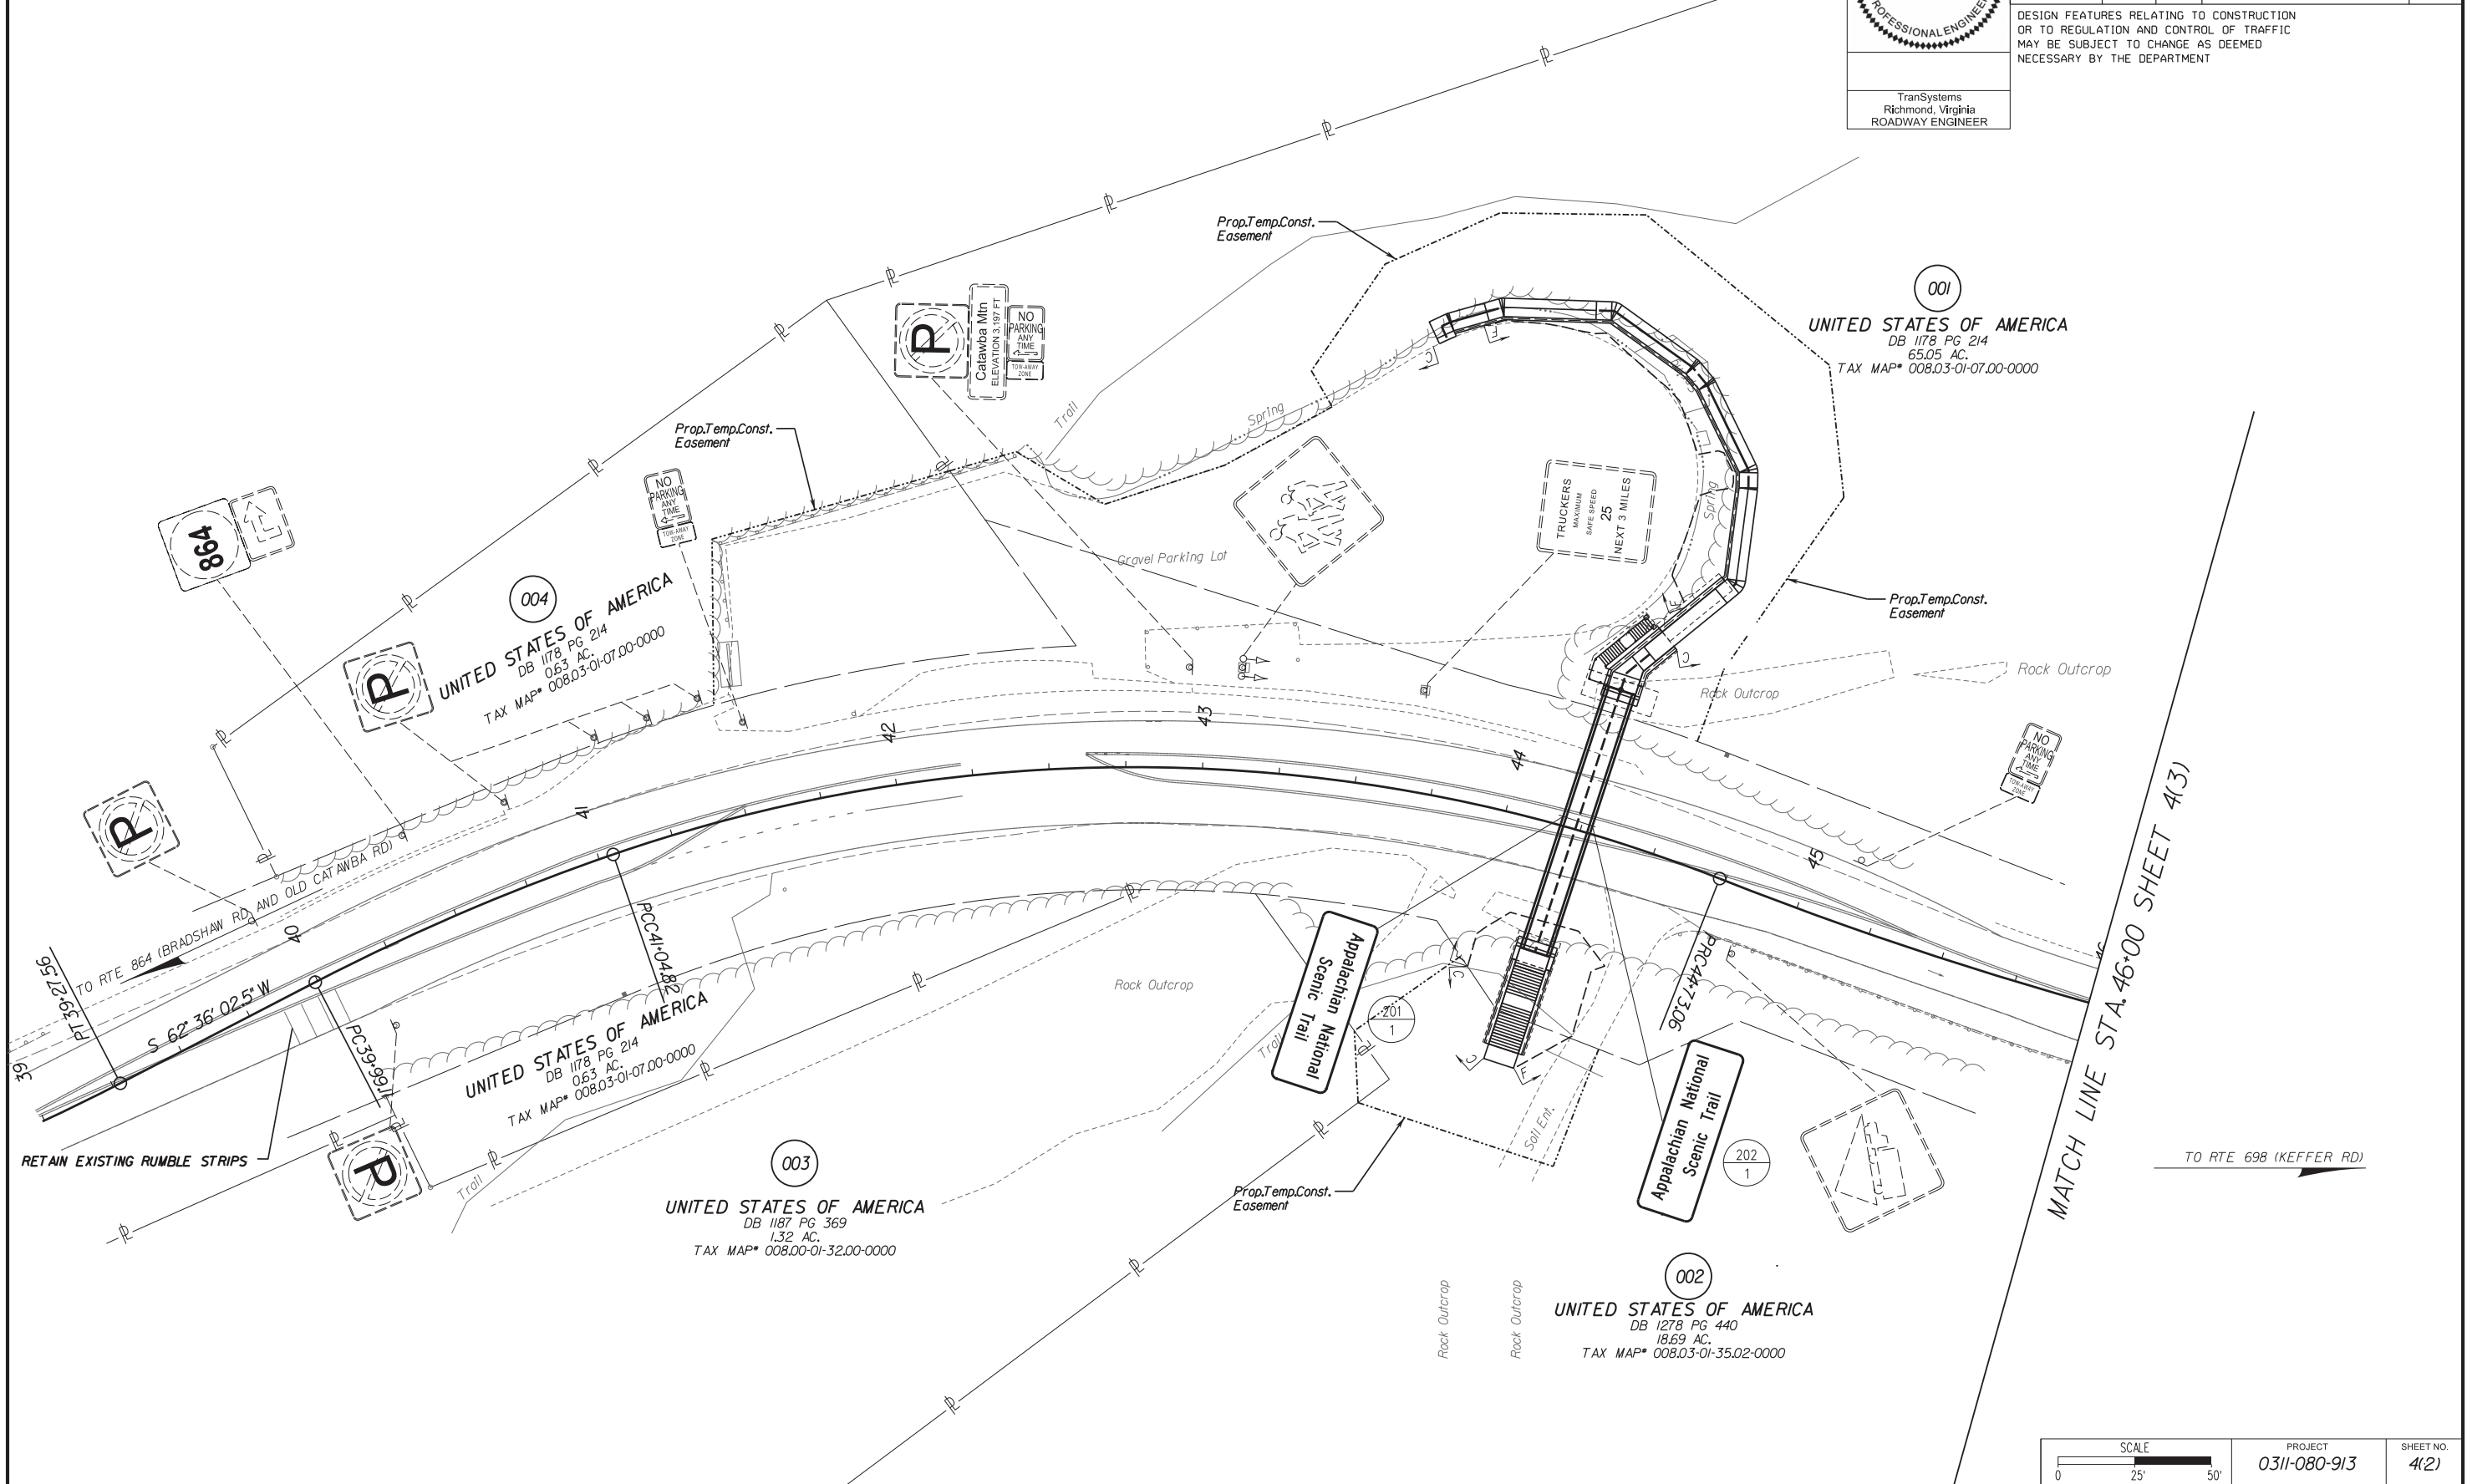 PROFESSIONAL ENGINEER
DESIGN FEATURES RELATING TO CONSTRUCTION
OR TO REGULATION AND CONTROL OF TRAFFIC
MAY BE SUBJECT TO CHANGE AS DEEMED
NECESSARY BY THE DEPARTMENT
TranSystems
Richmond, Virginia
ROADWAY ENGINEER
Prop.Temp.Const.
Easement
001
UNITED STATES OF AMERICA
DB 1178 PG 214
65.05 AC.
TAX MAP# 008.03-01-07.00-0000
P
Catawba Mtn
ELEVATION 3,197 FT
NO
PARKING
ANY
TIME
TOW-AWAY
ZONE
Prop.Temp.Const.
Easement
Trail
Spring
NO
PARKING
ANY
TIME
TOW-AWAY
ZONE
TRUCKERS
MAXIMUM
SAFE SPEED
25
NEXT 3 MILES
Spring
864
Gravel Parking Lot
004
UNITED STATES OF AMERICA
DB 1178 PG 214
0.63 AC.
TAX MAP# 008.03-01-07.00-0000
Prop.Temp.Const.
Easement
P
Rock Outcrop
Rock Outcrop
P
NO
PARKING
ANY
TIME
TOW-AWAY
ZONE
39
40
41
42
43
44
45
46
TO RTE 864 (BRADSHAW RD AND OLD CATAWBA RD)
PT 39+27.56
S 62° 36' 02.5" W
PC39+66.17
PCC41+04.82
PRC44+73.06
UNITED STATES OF AMERICA
DB 1178 PG 214
0.63 AC.
TAX MAP# 008.03-01-07.00-0000
Rock Outcrop
Trail
Appalachian National
Scenic Trail
201
1
MATCH LINE STA. 46+00 SHEET 4(3)
RETAIN EXISTING RUMBLE STRIPS
P
Trail
003
UNITED STATES OF AMERICA
DB 1187 PG 369
1.32 AC.
TAX MAP# 008.00-01-32.00-0000
Soil Ent.
Appalachian National
Scenic Trail
202
1
TO RTE 698 (KEFFER RD)
Prop.Temp.Const.
Easement
Rock Outcrop
Rock Outcrop
002
UNITED STATES OF AMERICA
DB 1278 PG 440
18.69 AC.
TAX MAP# 008.03-01-35.02-0000
C
F
F
C
C
C
F
SCALE
0 25' 50'
PROJECT
0311-080-913
SHEET NO.
4(2)